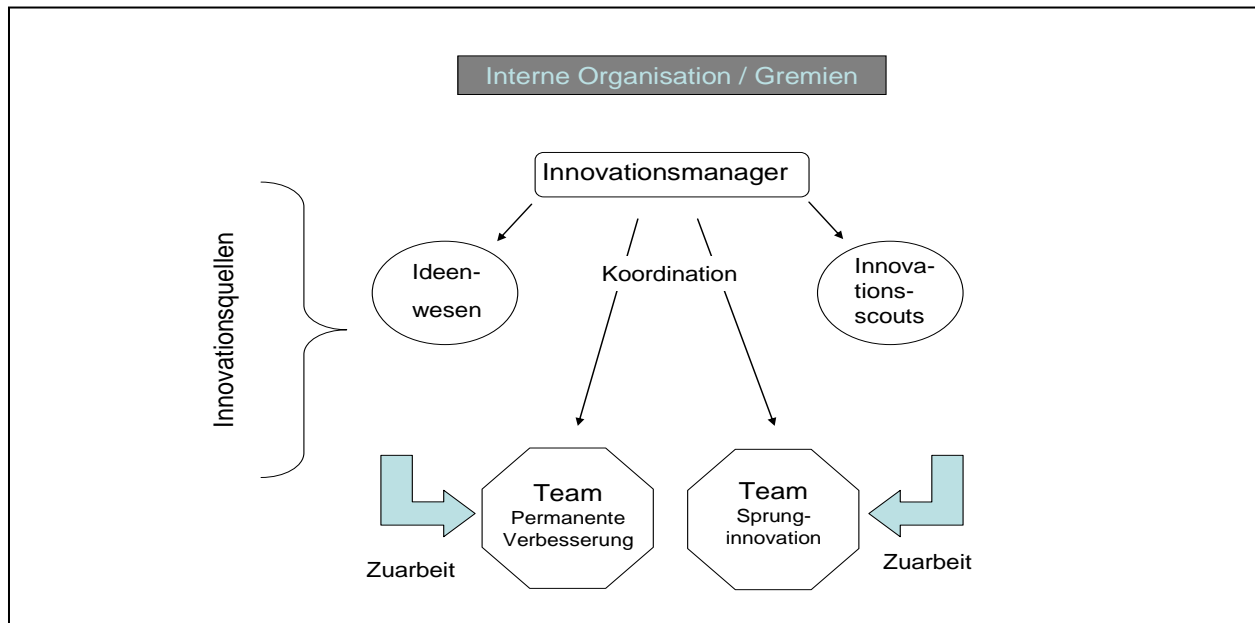 Interne Organisation / Gremien
Innovationsmanager
Innovationsquellen
Ideen-
wesen
Koordination
Innova-
tions-
scouts
Team
Permanente
Verbesserung
Team
Sprung-
innovation
Zuarbeit
Zuarbeit